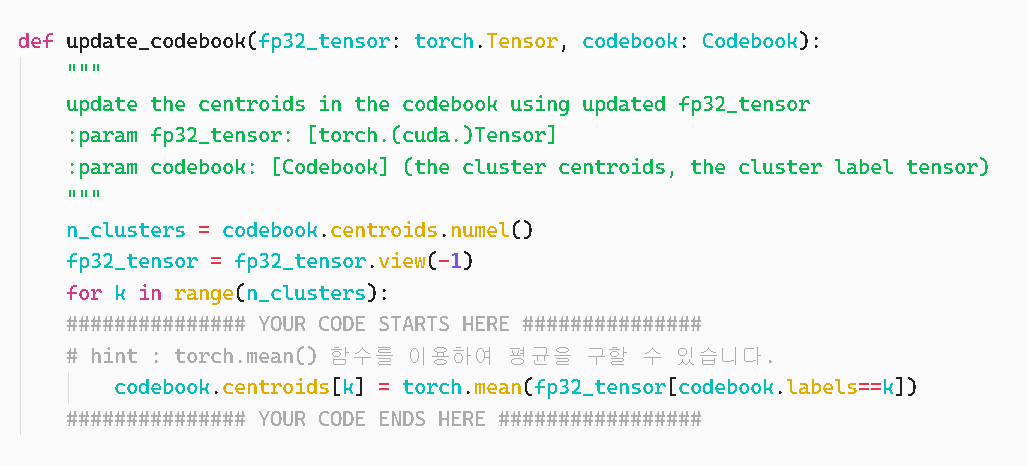 def update_codebook(fp32_tensor: torch.Tensor, codebook: Codebook):
    """
    update the centroids in the codebook using updated fp32_tensor
    :param fp32_tensor: [torch.(cuda.)Tensor]
    :param codebook: [Codebook] (the cluster centroids, the cluster label tensor)
    """
    n_clusters = codebook.centroids.numel()
    fp32_tensor = fp32_tensor.view(-1)
    for k in range(n_clusters):
    ############### YOUR CODE STARTS HERE ###############
    # hint : torch.mean() 함수를 이용하여 평균을 구할 수 있습니다.
        codebook.centroids[k] = torch.mean(fp32_tensor[codebook.labels==k])
    ############### YOUR CODE ENDS HERE #################